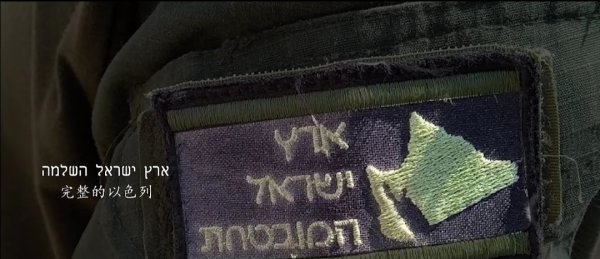 ארץ
ישראל
המובטחת
ארץ ישראל השלמה
完整的以色列